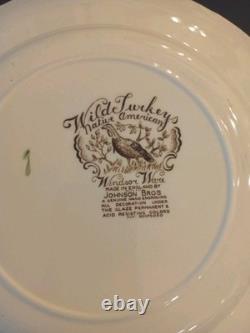 Wild Turkeys
Native American
Windsor Ware
MADE IN ENGLAND BY
JOHNSON BROS
A GENUINE HAND ENGRAVING
ALL DECORATION UNDER
THE GLAZE PERMANENT &
ACID RESISTING COLORS